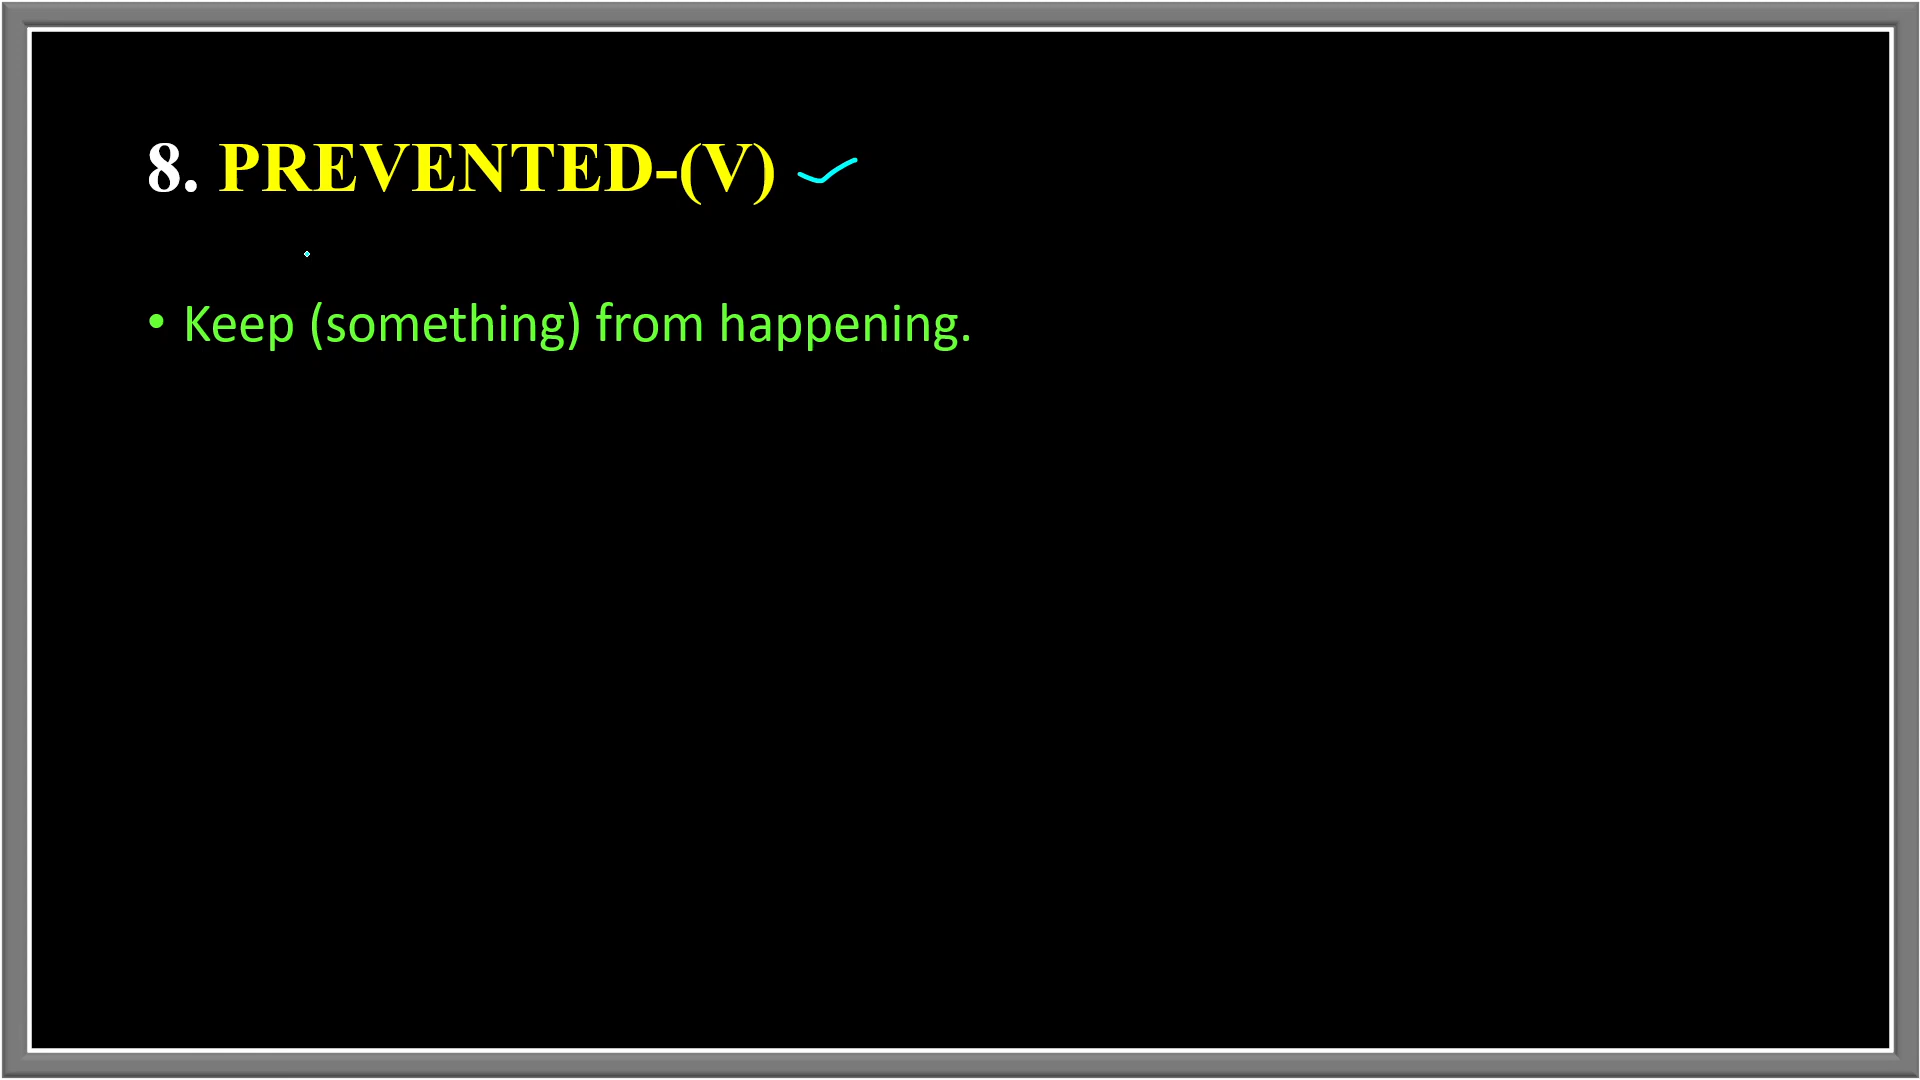 8. PREVENTED-(V)
• Keep (something) from happening.